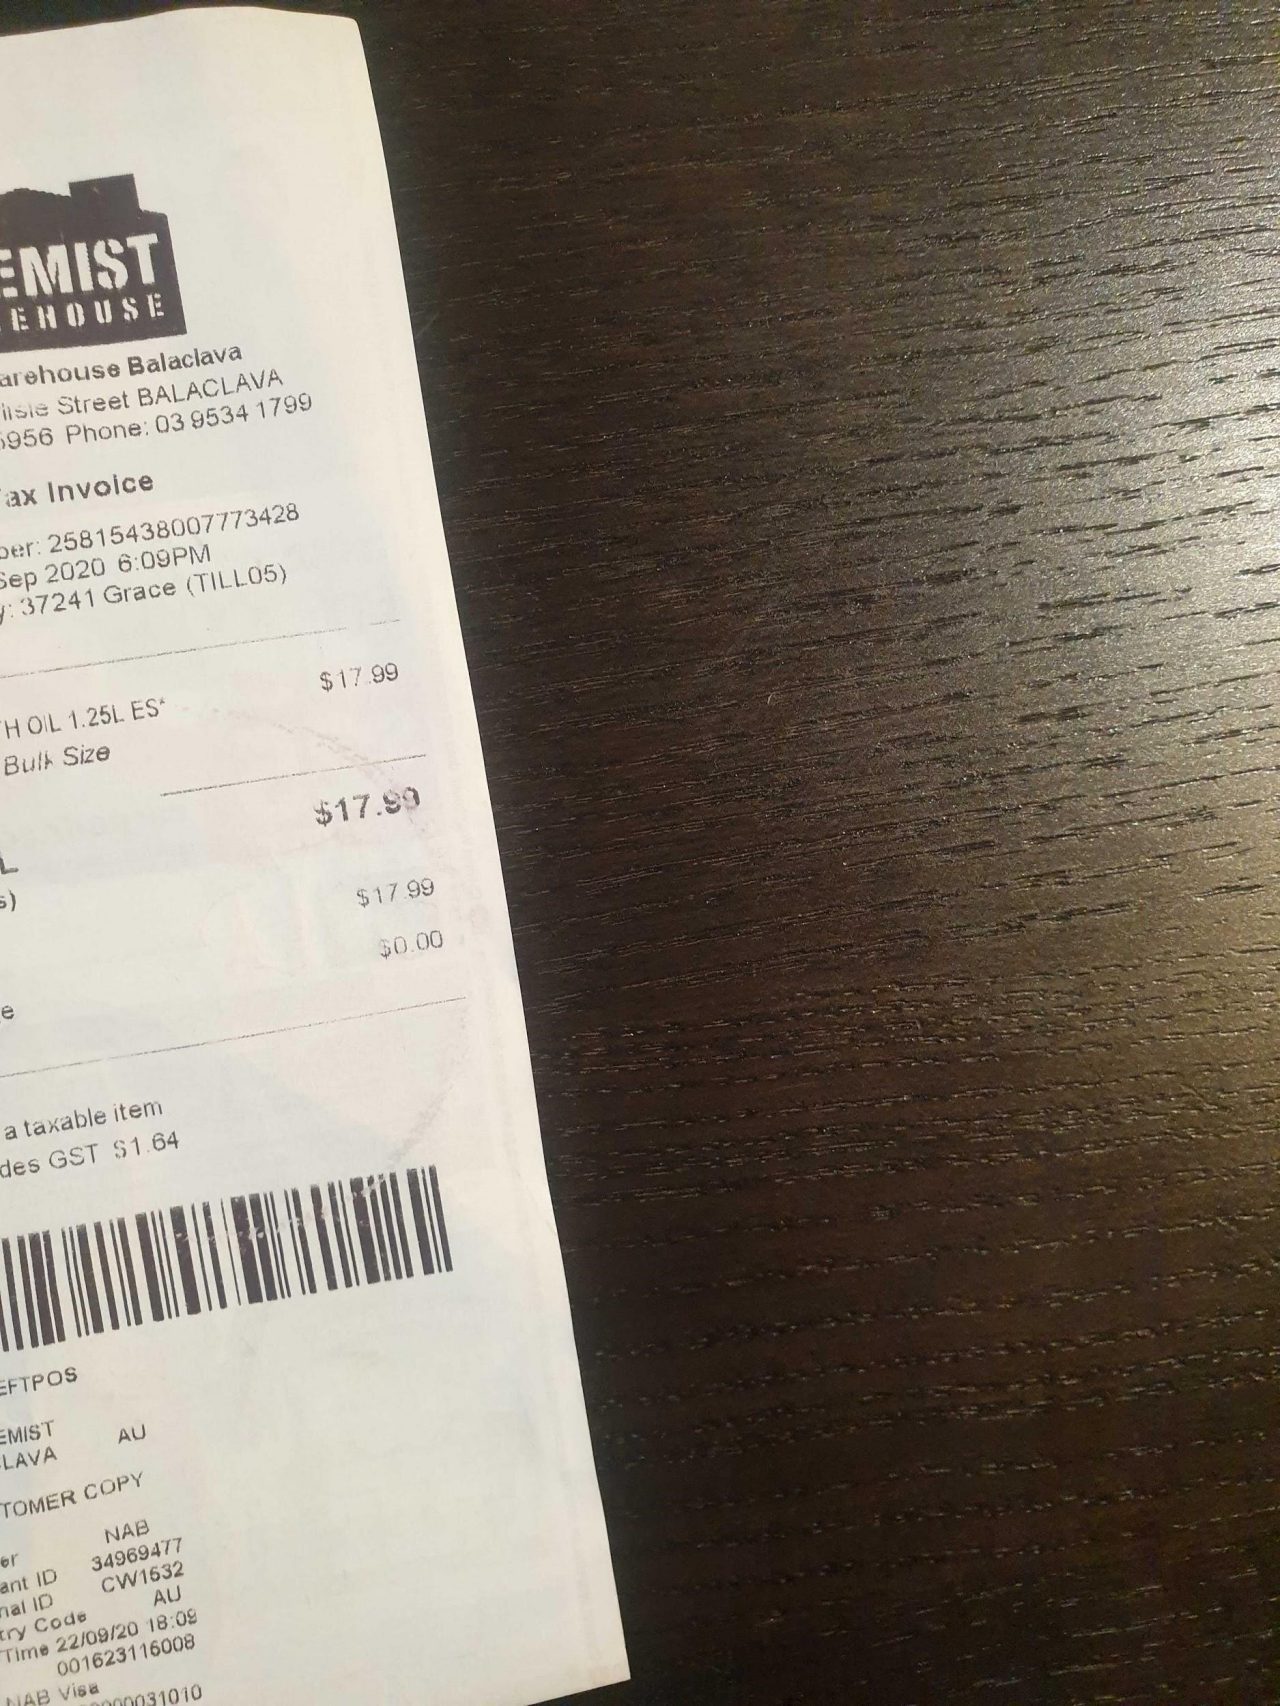 EMIST
EHOUSE
arehouse Balaclava
lisle Street BALACLAVA
5956 Phone: 03 9534 1799
ax Invoice
ber: 25815438007773428
Sep 2020 6:09PM
y: 37241 Grace (TILL05)
$17.99
H OIL 1.25L ES*
Bulk Size
$17.99
L
s)
$17.99
$0.00
e
a taxable item
des GST $1.64
EFTPOS
EMIST
LAVA AU
TOMER COPY
er NAB
ant ID 34969477
nal ID CW1632
try Code AU
Time 22/09/20 18:09
001623116008
NAB Visa
0000031010